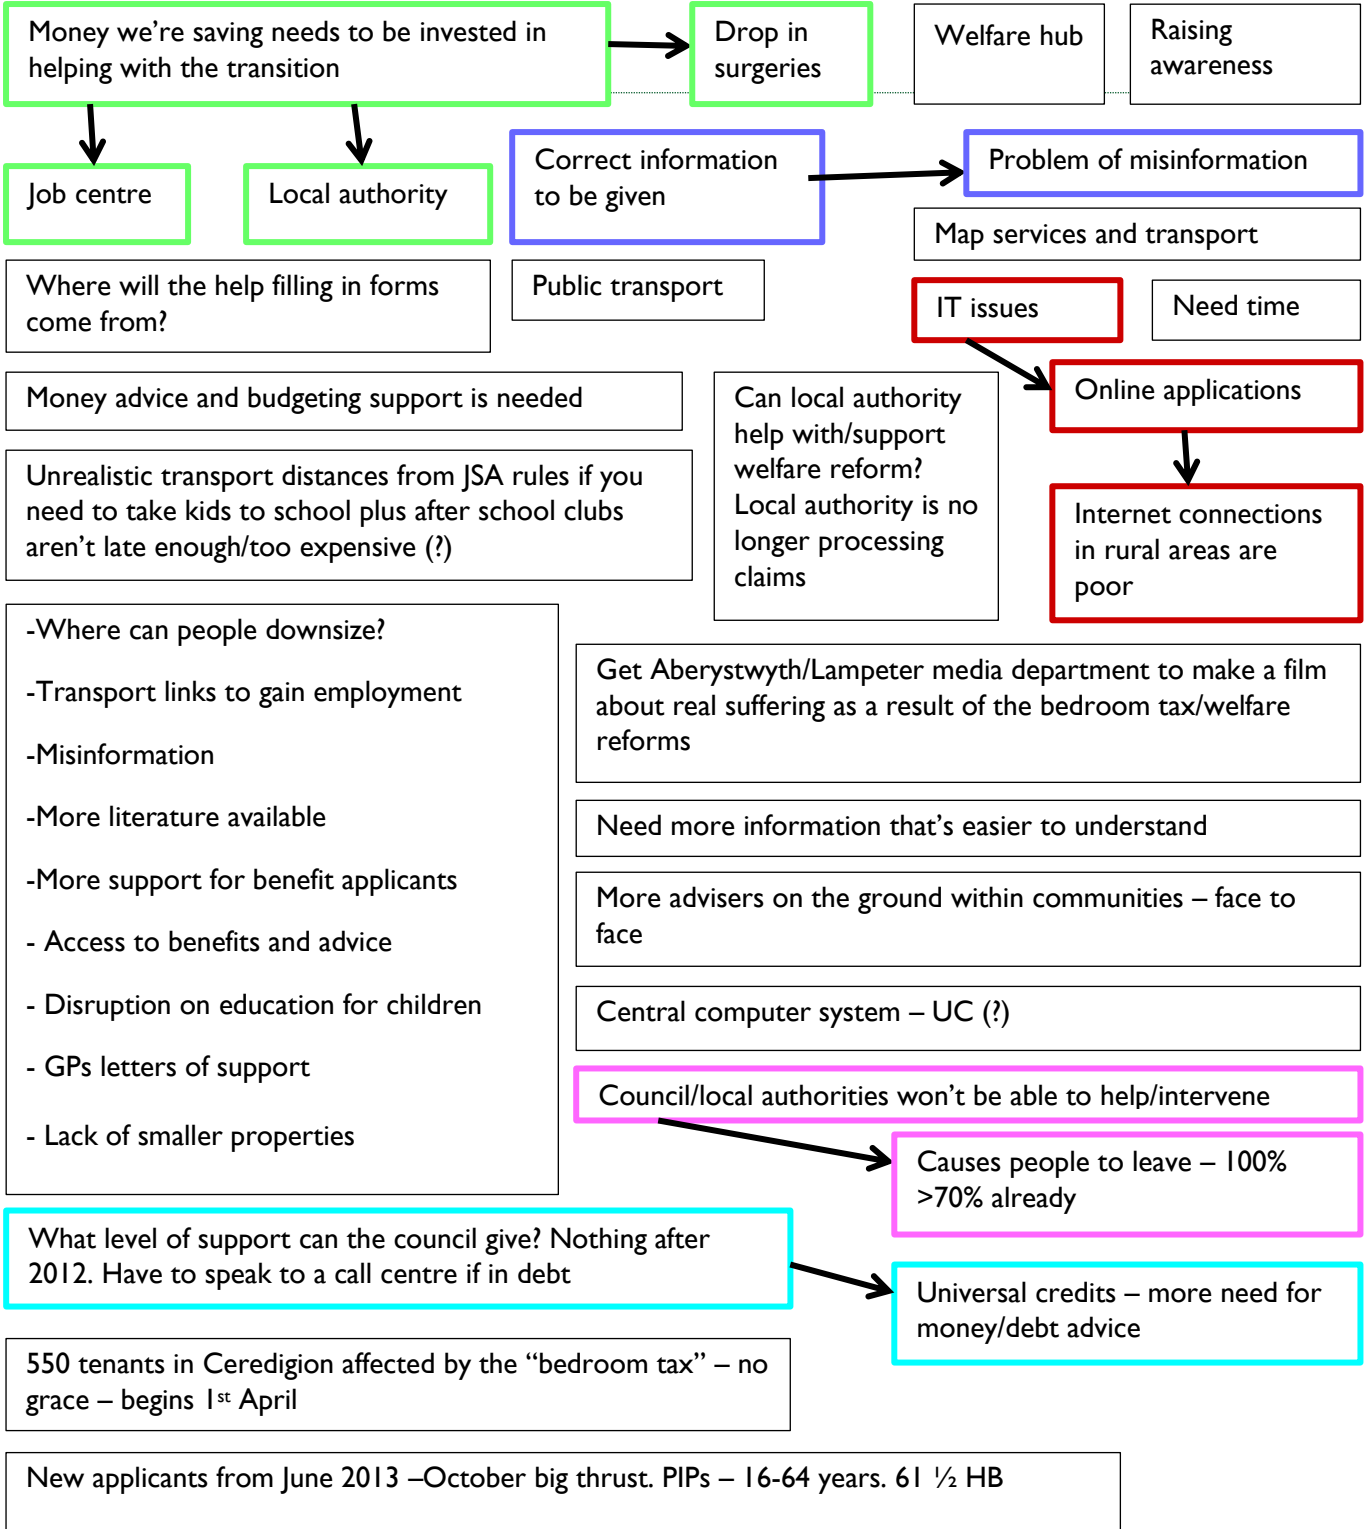 Money we’re saving needs to be invested in
helping with the transition
Drop in
surgeries
Welfare hub
Raising
awareness
Job centre
Local authority
Correct information
to be given
Problem of misinformation
Map services and transport
Where will the help filling in forms
come from?
Public transport
IT issues
Need time
Money advice and budgeting support is needed
Can local authority
help with/support
welfare reform?
Local authority is no
longer processing
claims
Online applications
Unrealistic transport distances from JSA rules if you
need to take kids to school plus after school clubs
aren’t late enough/too expensive (?)
Internet connections
in rural areas are
poor
-Where can people downsize?
-Transport links to gain employment
-Misinformation
-More literature available
-More support for benefit applicants
- Access to benefits and advice
- Disruption on education for children
- GPs letters of support
- Lack of smaller properties
Get Aberystwyth/Lampeter media department to make a film
about real suffering as a result of the bedroom tax/welfare
reforms
Need more information that’s easier to understand
More advisers on the ground within communities – face to
face
Central computer system – UC (?)
Council/local authorities won’t be able to help/intervene
Causes people to leave – 100%
>70% already
What level of support can the council give? Nothing after
2012. Have to speak to a call centre if in debt
Universal credits – more need for
money/debt advice
550 tenants in Ceredigion affected by the “bedroom tax” – no
grace – begins 1st April
New applicants from June 2013 –October big thrust. PIPs – 16-64 years. 61 ½ HB